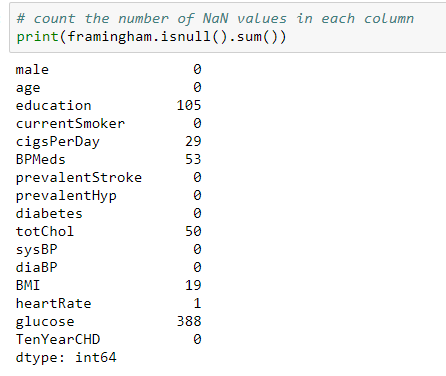 # count the number of NaN values in each column
print(framingham.isnull().sum())
male 0
age 0
education 105
currentSmoker 0
cigsPerDay 29
BPMeds 53
prevalentStroke 0
prevalentHyp 0
diabetes 0
totChol 50
sysBP 0
diaBP 0
BMI 19
heartRate 1
glucose 388
TenYearCHD 0
dtype: int64